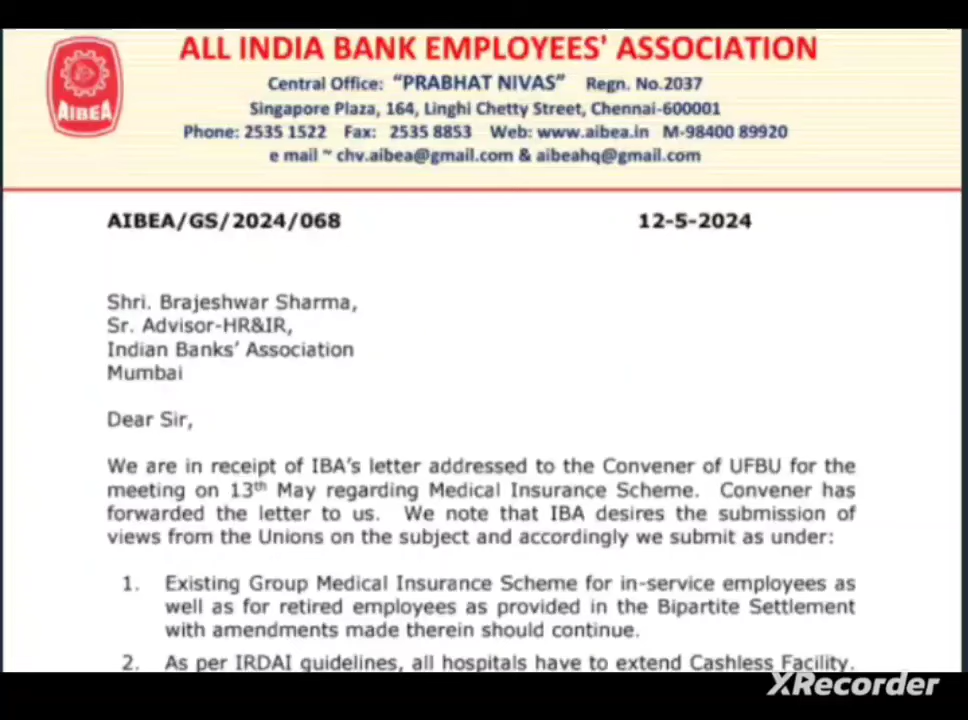 ALL INDIA BANK EMPLOYEES' ASSOCIATION
Central Office: “PRABHAT NIVAS” Regn. No.2037
Singapore Plaza, 164, Linghi Chetty Street, Chennai-600001
Phone: 2535 1522 Fax: 2535 8853 Web: www.aibea.in M-98400 89920
e mail ~ chv.aibea@gmail.com & aibeahq@gmail.com
AIBEA
AIBEA/GS/2024/068 12-5-2024
Shri. Brajeshwar Sharma,
Sr. Advisor-HR&IR,
Indian Banks’ Association
Mumbai
Dear Sir,
We are in receipt of IBA’s letter addressed to the Convener of UFBU for the
meeting on 13th May regarding Medical Insurance Scheme. Convener has
forwarded the letter to us. We note that IBA desires the submission of
views from the Unions on the subject and accordingly we submit as under:
1. Existing Group Medical Insurance Scheme for in-service employees as
well as for retired employees as provided in the Bipartite Settlement
with amendments made therein should continue.
2. As per IRDAI guidelines, all hospitals have to extend Cashless Facility.
XRecorder